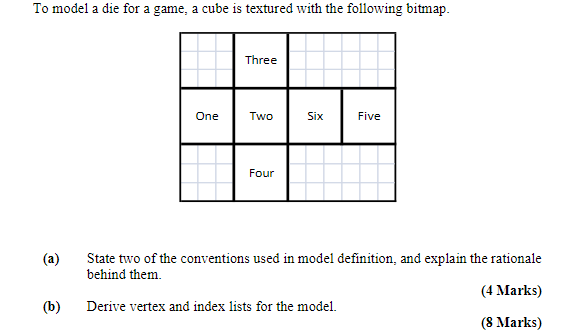 To model a die for a game, a cube is textured with the following bitmap.
Three
One Two Six Five
Four
(a) State two of the conventions used in model definition, and explain the rationale
behind them.
(4 Marks)
(b) Derive vertex and index lists for the model.
(8 Marks)